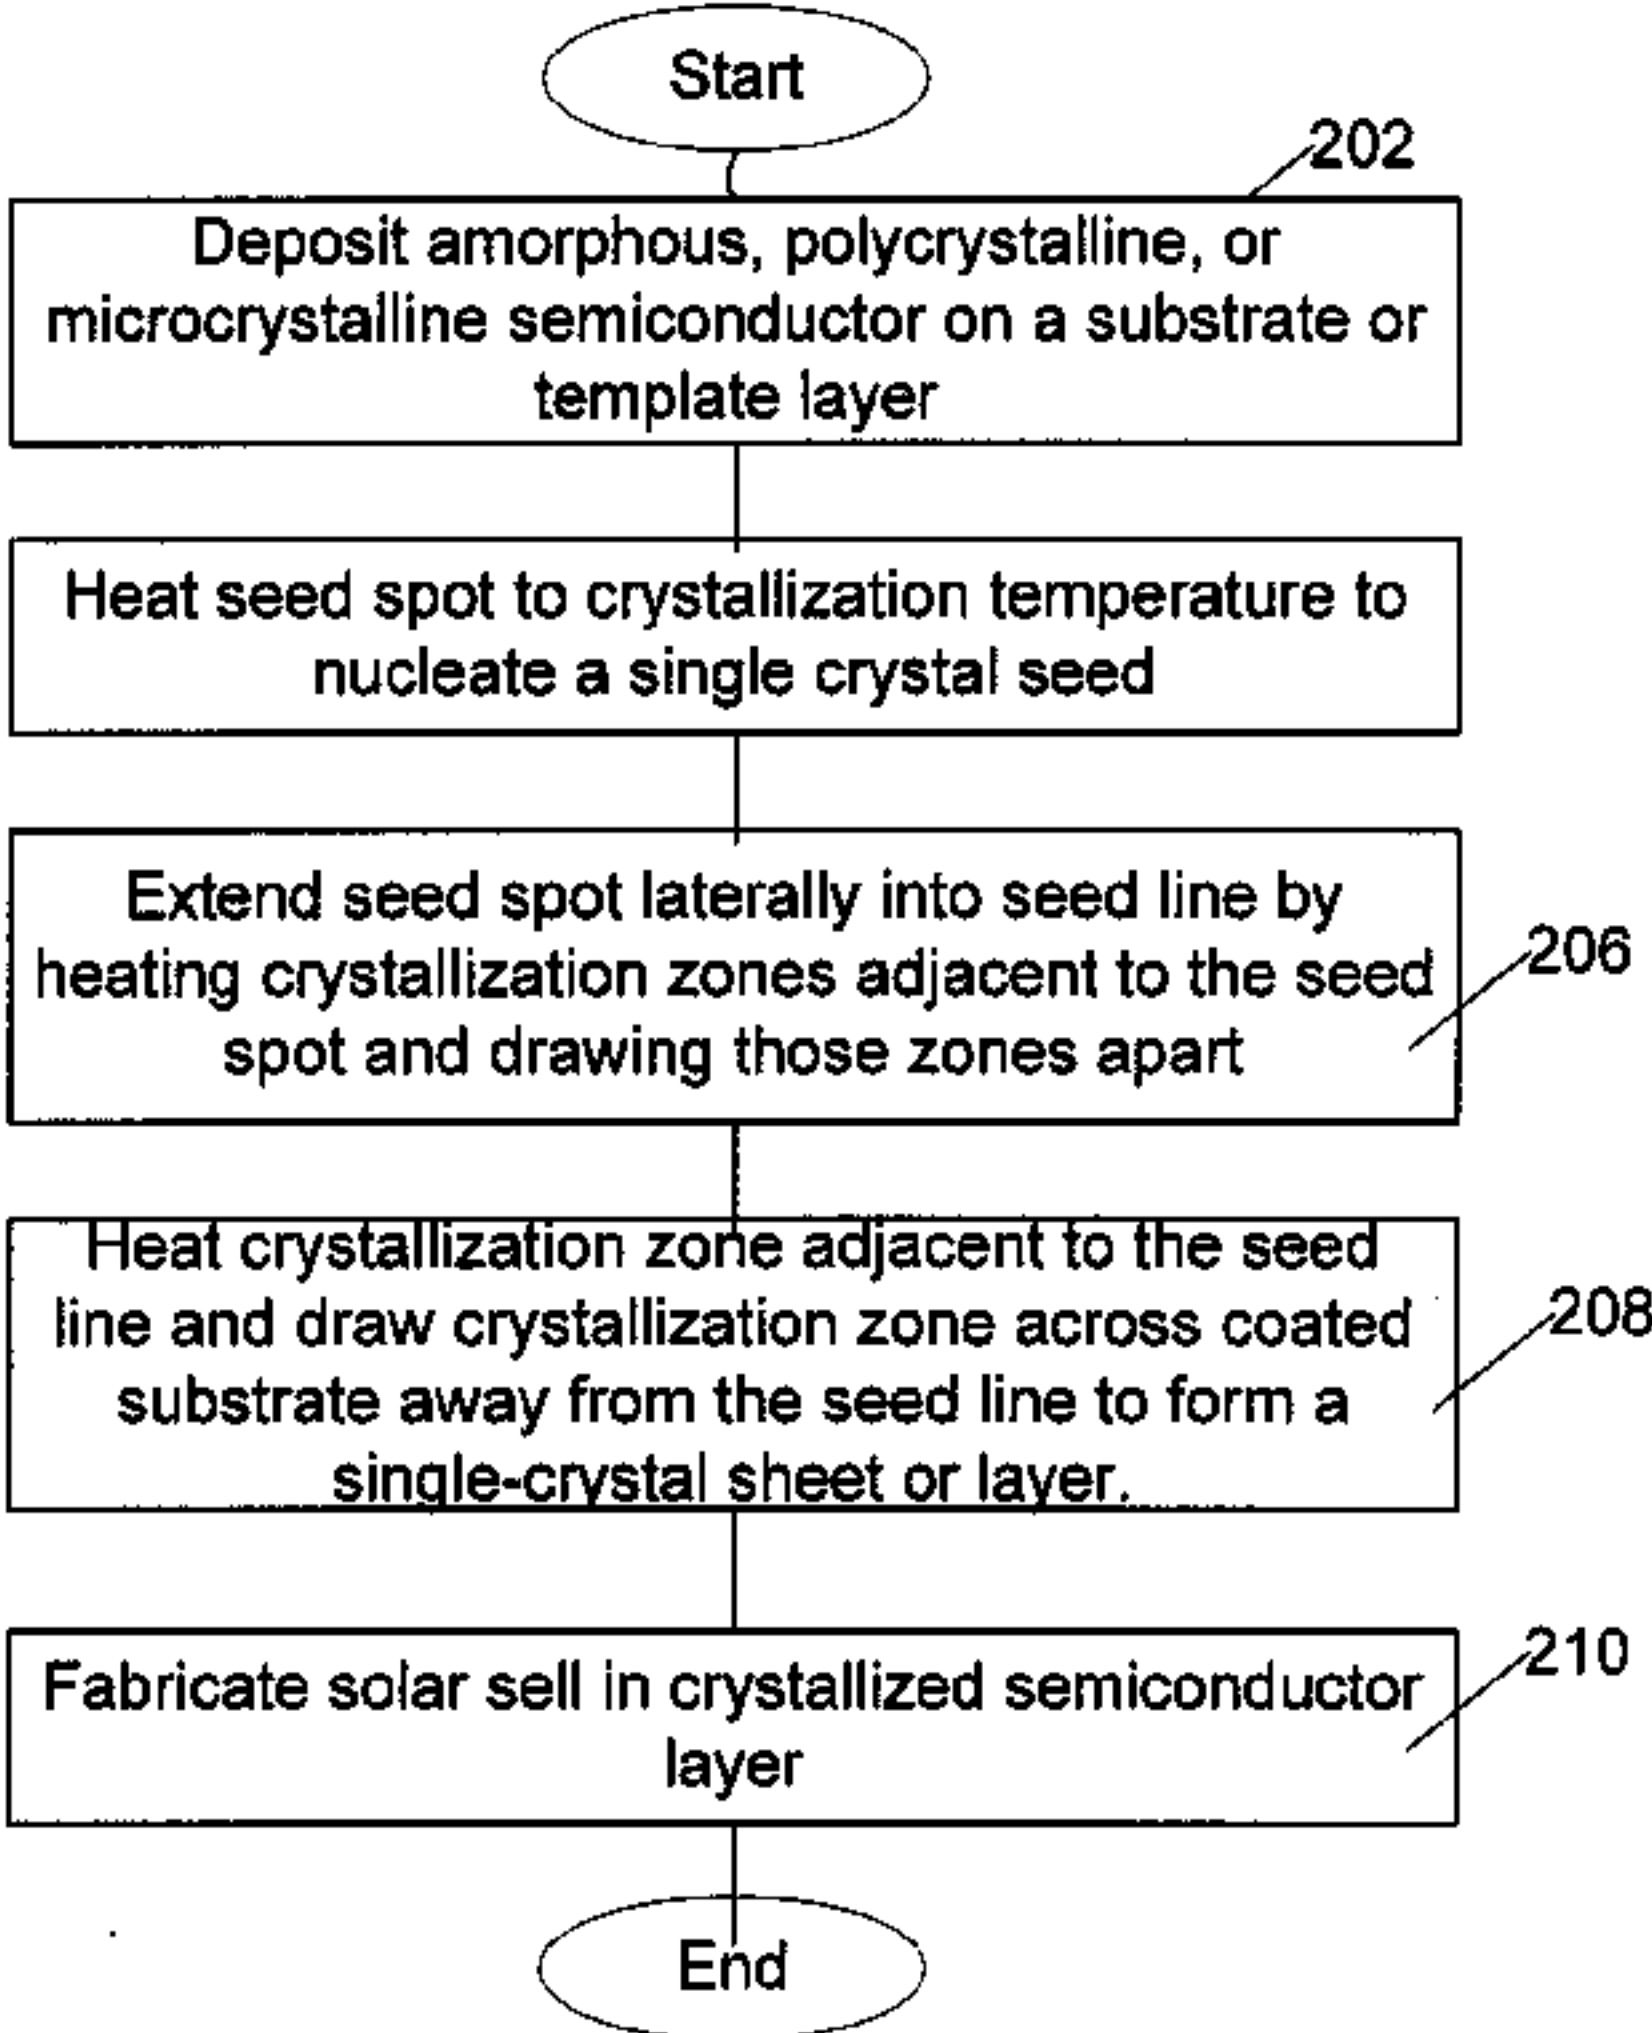 Start
202
Deposit amorphous, polycrystalline, or
microcrystalline semiconductor on a substrate or
template layer
Heat seed spot to crystallization temperature to
nucleate a single crystal seed
Extend seed spot laterally into seed line by
heating crystallization zones adjacent to the seed
spot and drawing those zones apart
206
Heat crystallization zone adjacent to the seed
line and draw crystallization zone across coated
substrate away from the seed line to form a
single-crystal sheet or layer.
208
Fabricate solar sell in crystallized semiconductor
layer
210
End